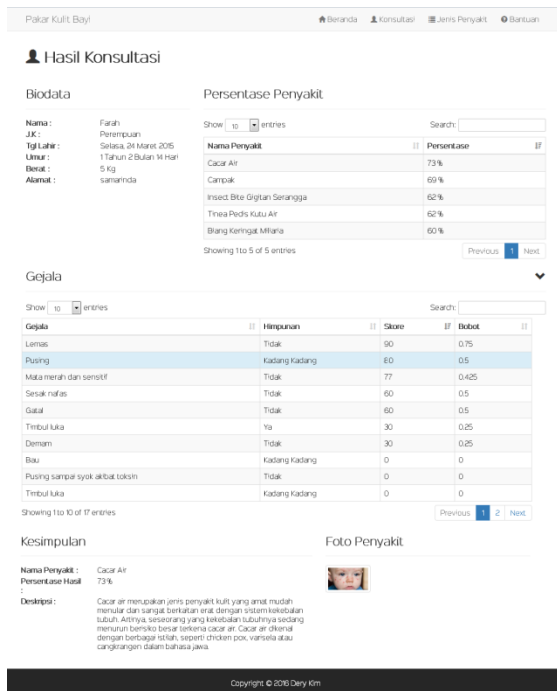 Pakar Kulit Bayi Beranda Konsultasi Jenis Penyakit Bantuan
Hasil Konsultasi
Biodata
Nama : Farah
J.K : Perempuan
Tgl Lahir : Selasa, 24 Maret 2015
Umur : 1 Tahun 2 Bulan 14 Hari
Berat : 5 Kg
Alamat : samarinda
Persentase Penyakit
Show 10 entries Search:
Nama Penyakit Persentase
Cacar Air 73 %
Campak 69 %
Insect Bite Gigitan Serangga 62 %
Tinea Pedis Kutu Air 62 %
Biang Keringat Miliaria 60 %
Showing 1 to 5 of 5 entries Previous 1 Next
Gejala
Show 10 entries Search:
Gejala Himpunan Skore Bobot
Lemas Tidak 90 0.75
Pusing Kadang Kadang 80 0.5
Mata merah dan sensitif Tidak 77 0.425
Sesak nafas Tidak 60 0.5
Gatal Tidak 60 0.5
Timbul luka Ya 30 0.25
Demam Tidak 30 0.25
Bau Kadang Kadang 0 0
Pusing sampai syok akibat toksin Tidak 0 0
Timbul luka Kadang Kadang 0 0
Showing 1 to 10 of 17 entries Previous 1 2 Next
Kesimpulan
Nama Penyakit : Cacar Air
Persentase Hasil : 73 %
Deskripsi : Cacar air merupakan jenis penyakit kulit yang amat mudah
menular dan sangat berkaitan erat dengan sistem kekebalan
tubuh. Artinya, seseorang yang kekebalan tubuhnya sedang
menurun berisiko besar terkena cacar air. Cacar air dikenal
dengan berbagai istilah, seperti chicken pox, varisela atau
cangkrangen dalam bahasa jawa.
Foto Penyakit
Copyright © 2016 Dery Kim